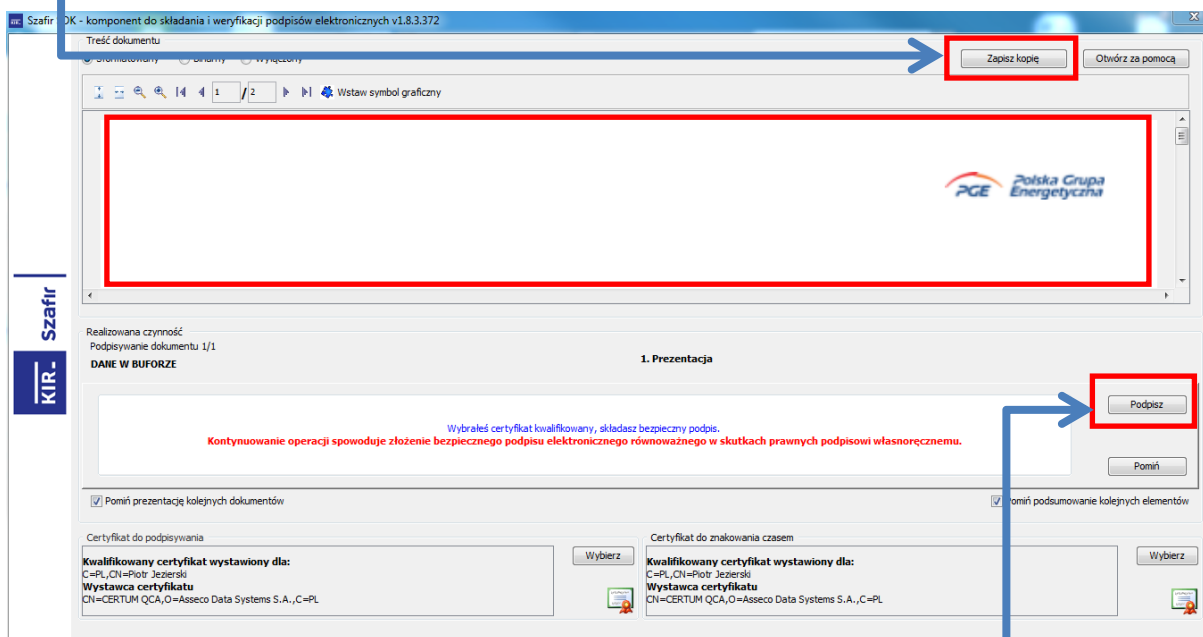 Szafir SDK - komponent do składania i weryfikacji podpisów elektronicznych v1.8.3.372
Treść dokumentu
Sformatowany Binarny Wyłączony
Zapisz kopię
Otwórz za pomocą
1 / 2 Wstaw symbol graficzny
PGE Polska Grupa
Energetyczna
KIR. Szafir
Realizowana czynność
Podpisywanie dokumentu 1/1
DANE W BUFORZE
1. Prezentacja
Podpisz
Wybrałeś certyfikat kwalifikowany, składasz bezpieczny podpis.
Kontynuowanie operacji spowoduje złożenie bezpiecznego podpisu elektronicznego równoważnego w skutkach prawnych podpisowi własnoręcznemu.
Pomiń
Pomiń prezentację kolejnych dokumentów
Pomiń podsumowanie kolejnych elementów
Certyfikat do podpisywania
Kwalifikowany certyfikat wystawiony dla:
C=PL,CN=Piotr Jezierski
Wystawca certyfikatu
CN=CERTUM QCA,O=Asseco Data Systems S.A.,C=PL
Wybierz
Certyfikat do znakowania czasem
Kwalifikowany certyfikat wystawiony dla:
C=PL,CN=Piotr Jezierski
Wystawca certyfikatu
CN=CERTUM QCA,O=Asseco Data Systems S.A.,C=PL
Wybierz